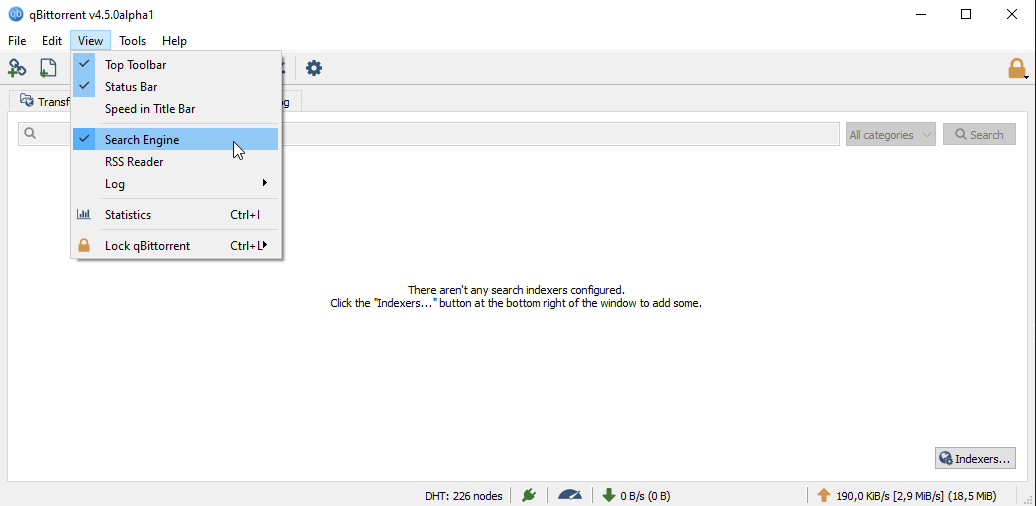 qBittorrent v4.5.0alpha1
File Edit View Tools Help
Top Toolbar
Status Bar
Speed in Title Bar
Search Engine
RSS Reader
Log
Statistics Ctrl+I
Lock qBittorrent Ctrl+L
All categories
Search
There aren't any search indexers configured.
Click the "Indexers..." button at the bottom right of the window to add some.
Indexers...
DHT: 226 nodes 0 B/s (0 B) 190,0 KiB/s [2,9 MiB/s] (18,5 MiB)